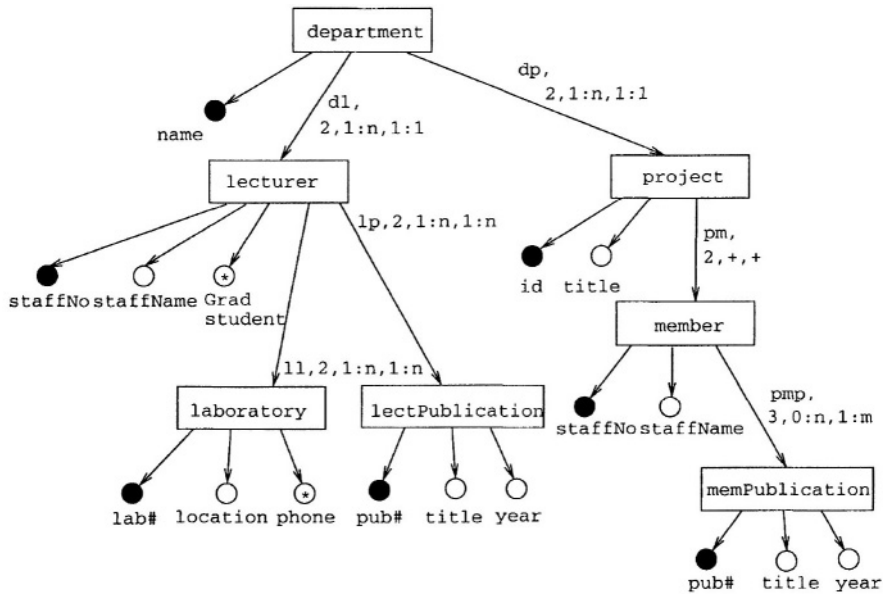 department
dp,
2,1:n,1:1
dl,
2,1:n,1:1
name
lecturer
project
lp,2,1:n,1:n
pm,
2,+,+
staffNo staffName Grad
student
id title
member
ll,2,1:n,1:n
laboratory lectPublication
pmp,
3,0:n,1:m
staffNo staffName
*
*
memPublication
lab# location phone pub# title year
pub# title year